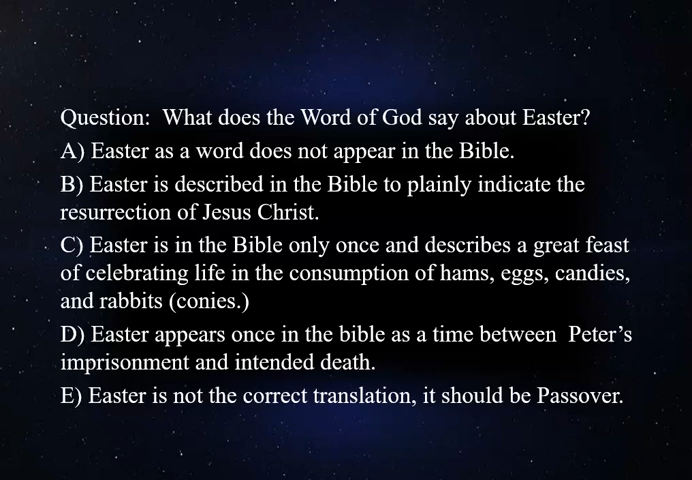 Question:  What does the Word of God say about Easter?
A) Easter as a word does not appear in the Bible.
B) Easter is described in the Bible to plainly indicate the
resurrection of Jesus Christ.
C) Easter is in the Bible only once and describes a great feast
of celebrating life in the consumption of hams, eggs, candies,
and rabbits (conies.)
D) Easter appears once in the bible as a time between  Peter’s
imprisonment and intended death.
E) Easter is not the correct translation, it should be Passover.